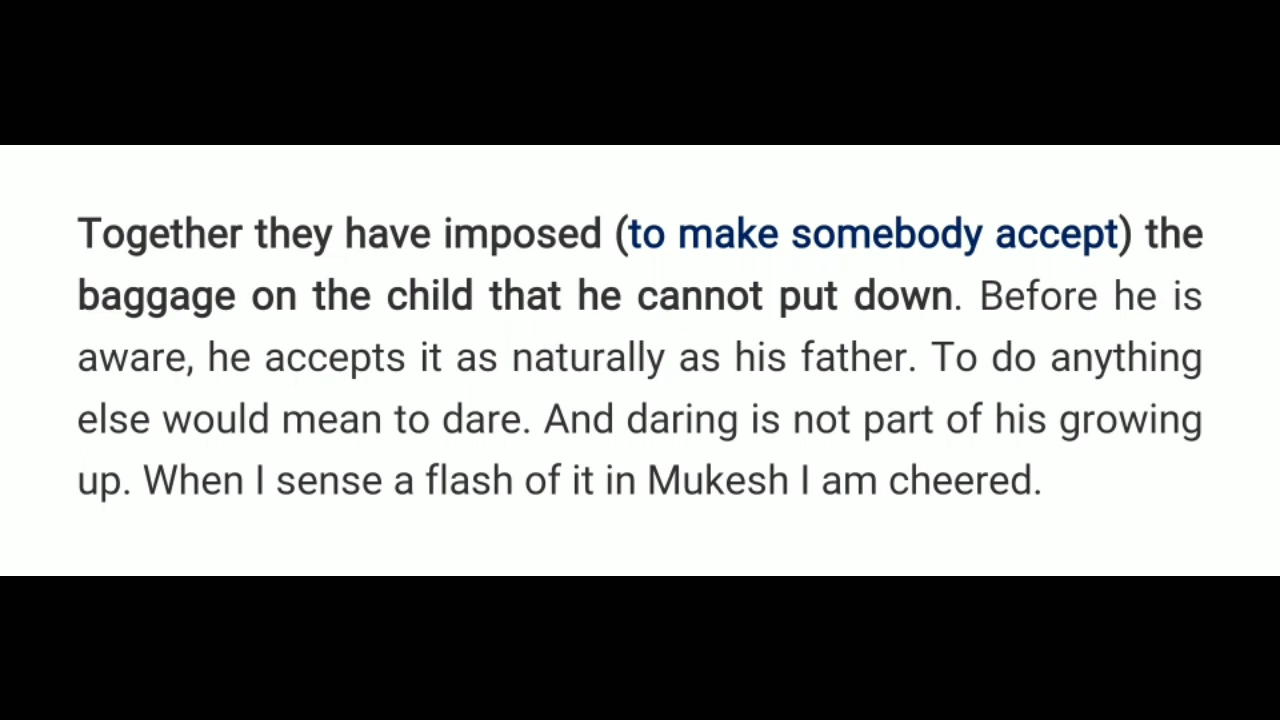 Together they have imposed (to make somebody accept) the
baggage on the child that he cannot put down. Before he is
aware, he accepts it as naturally as his father. To do anything
else would mean to dare. And daring is not part of his growing
up. When I sense a flash of it in Mukesh I am cheered.